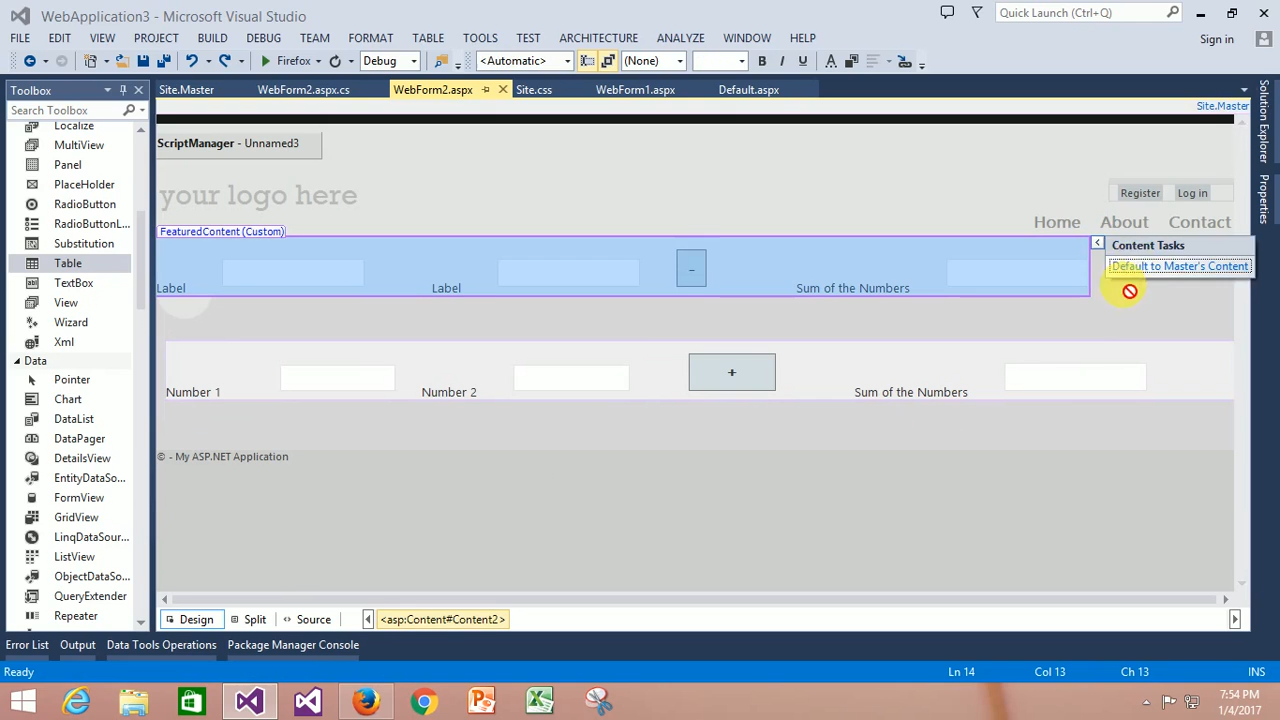 WebApplication3 - Microsoft Visual Studio
Quick Launch (Ctrl+Q)
FILE EDIT VIEW PROJECT BUILD DEBUG TEAM FORMAT TABLE TOOLS TEST ARCHITECTURE ANALYZE WINDOW HELP
Sign in
Firefox Debug <Automatic> (None) B I U A
Toolbox
Site.Master WebForm2.aspx.cs WebForm2.aspx Site.css WebForm1.aspx Default.aspx
Search Toolbox
Site.Master
Solution Explorer
Properties
Localize
MultiView
Panel
PlaceHolder
RadioButton
RadioButtonL...
Substitution
Table
TextBox
View
Wizard
Xml
Data
Pointer
Chart
DataList
DataPager
DetailsView
EntityDataSo...
FormView
GridView
LinqDataSour...
ListView
ObjectDataSo...
QueryExtender
Repeater
ScriptManager - Unnamed3
your logo here
Register Log in
Home About Contact
FeaturedContent (Custom)
Content Tasks
Default to Master's Content
Label Label - Sum of the Numbers
Number 1 Number 2 + Sum of the Numbers
© - My ASP.NET Application
Design Split Source <asp:Content#Content2>
Error List Output Data Tools Operations Package Manager Console
Ready Ln 14 Col 13 Ch 13 INS
7:54 PM
1/4/2017